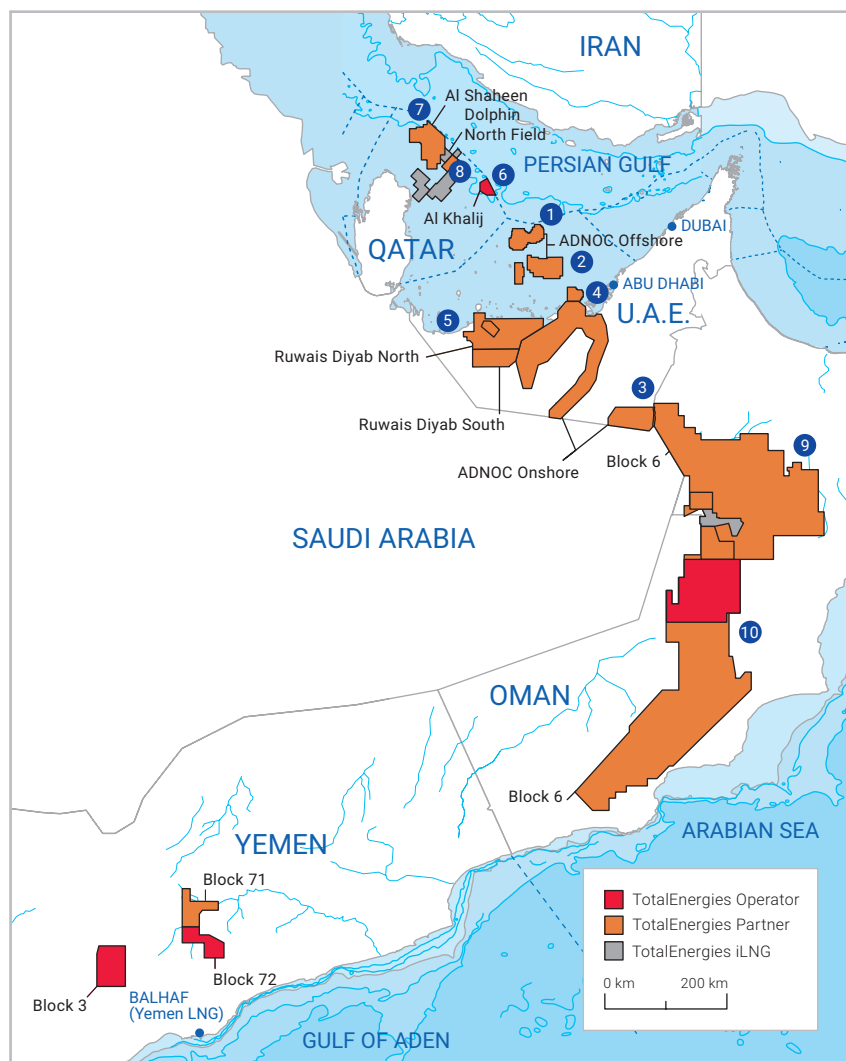 IRAN
7
Al Shaheen
Dolphin
North Field
8
6
PERSIAN GULF
Al Khalij
1
QATAR
ADNOC Offshore
DUBAI
2
4
ABU DHABI
5
U.A.E.
Ruwais Diyab North
3
Ruwais Diyab South
9
ADNOC Onshore
Block 6
SAUDI ARABIA
10
OMAN
Block 6
ARABIAN SEA
YEMEN
Block 71
Block 72
Block 3
BALHAF
(Yemen LNG)
GULF OF ADEN
TotalEnergies Operator
TotalEnergies Partner
TotalEnergies iLNG
0 km 200 km